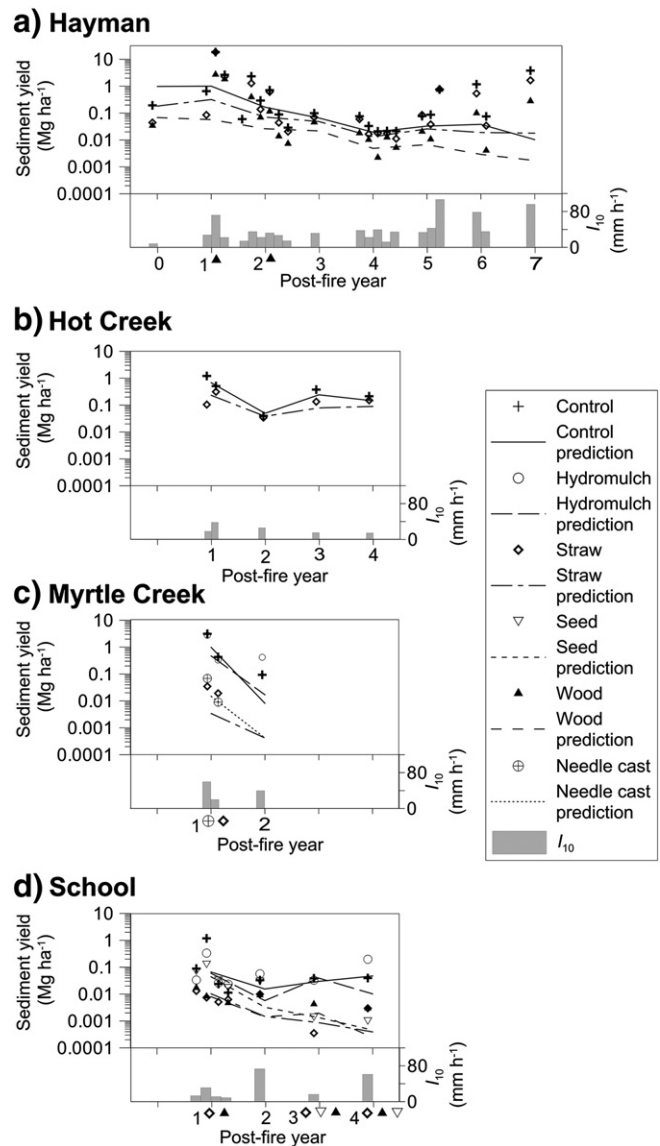 a) Hayman
Sediment yield
(Mg ha⁻¹)
10
1
0.1
0.01
0.001
0.0001
80
0
I₁₀
(mm h⁻¹)
0 1 2 3 4 5 6 7
Post-fire year
b) Hot Creek
Sediment yield
(Mg ha⁻¹)
10
1
0.1
0.01
0.001
0.0001
80
0
I₁₀
(mm h⁻¹)
1 2 3 4
Post-fire year
c) Myrtle Creek
Sediment yield
(Mg ha⁻¹)
10
1
0.1
0.01
0.001
0.0001
80
0
I₁₀
(mm h⁻¹)
1 2
Post-fire year
d) School
Sediment yield
(Mg ha⁻¹)
10
1
0.1
0.01
0.001
0.0001
80
0
I₁₀
(mm h⁻¹)
1 2 3 4
Post-fire year
Control
Control
prediction
Hydromulch
Hydromulch
prediction
Straw
Straw
prediction
Seed
Seed
prediction
Wood
Wood
prediction
Needle cast
Needle cast
prediction
I₁₀